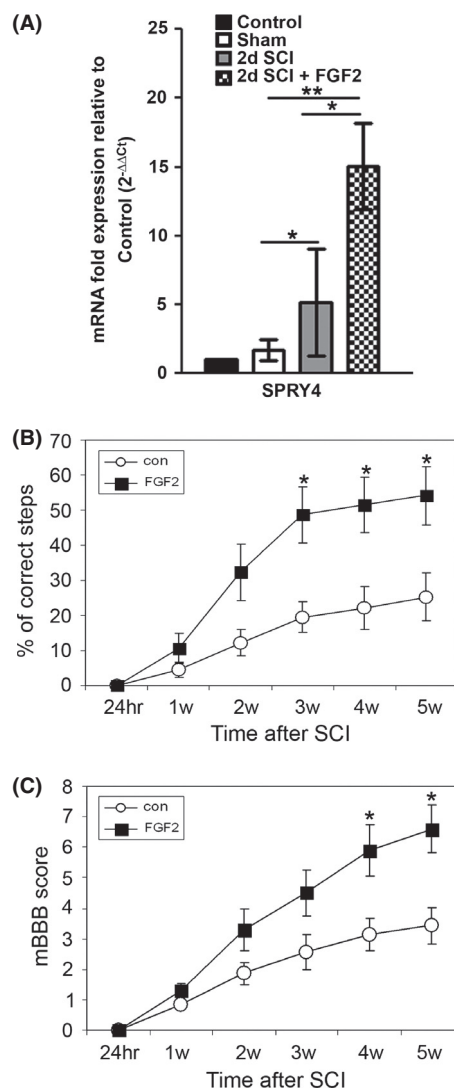 (A)
Control
Sham
2d SCI
2d SCI + FGF2
mRNA fold expression relative to
Control (2-ΔΔCt)
25
20
15
10
5
0
**
*
*
SPRY4
(B)
% of correct steps
70
60
50
40
30
20
10
0
con
FGF2
* * *
24hr 1w 2w 3w 4w 5w
Time after SCI
(C)
mBBB score
8
7
6
5
4
3
2
1
0
con
FGF2
* *
24hr 1w 2w 3w 4w 5w
Time after SCI